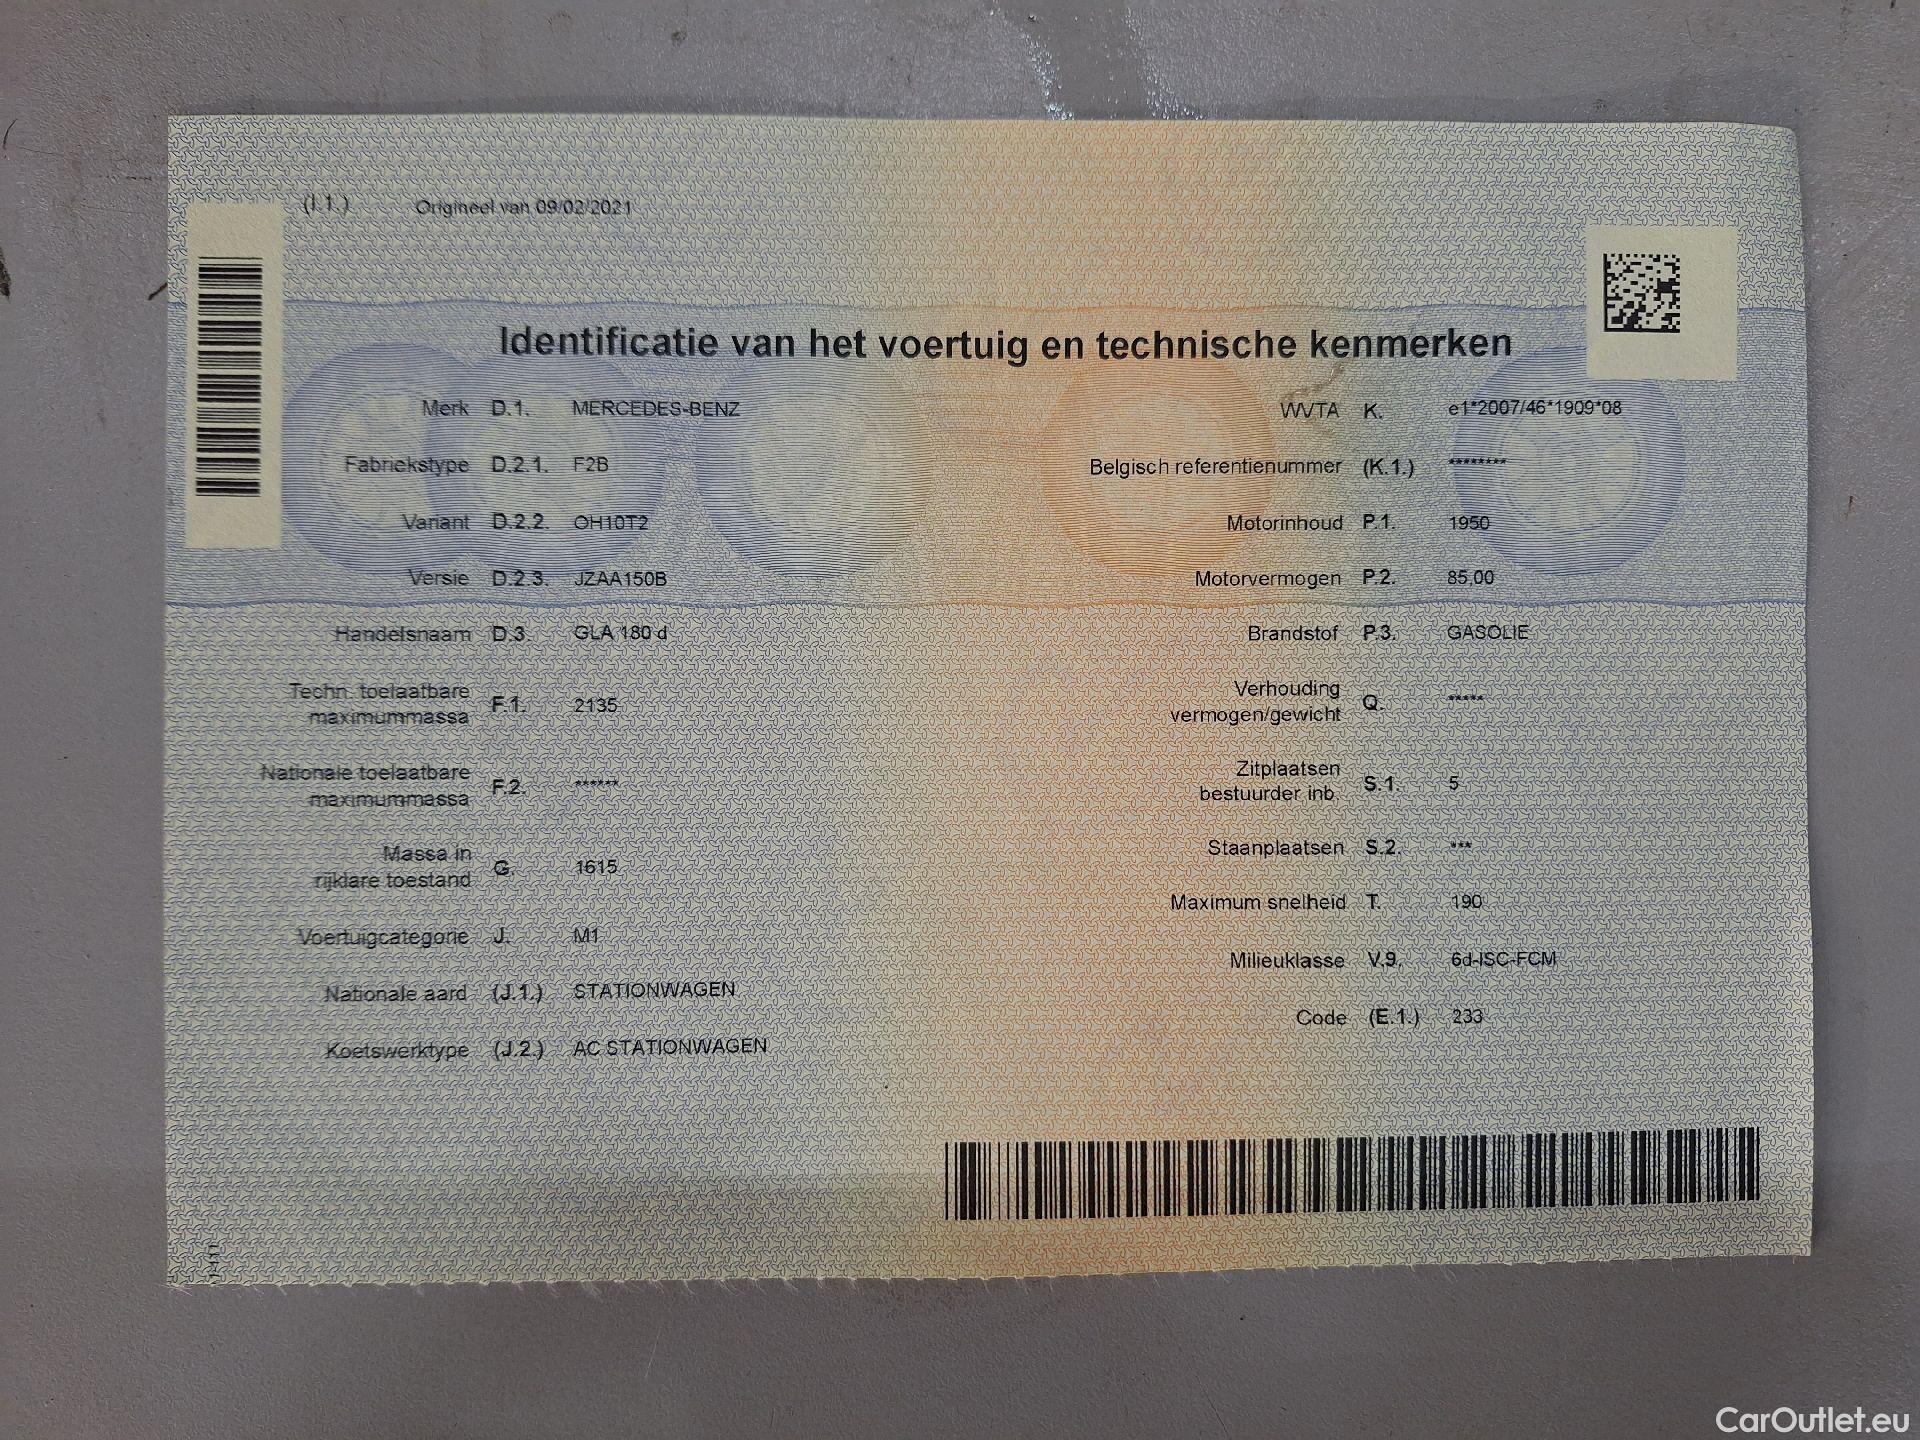 (I.1.) Origineel van 09/02/2021
Identificatie van het voertuig en technische kenmerken
Merk D.1. MERCEDES-BENZ
Fabriekstype D.2.1. F2B
Variant D.2.2. OH10T2
Versie D.2.3. JZAA150B
Handelsnaam D.3. GLA 180 d
Techn. toelaatbare
maximummassa F.1. 2135
Nationale toelaatbare
maximummassa F.2. ******
Massa in
rijklare toestand G. 1615
Voertuigcategorie J. M1
Nationale aard (J.1.) STATIONWAGEN
Koetswerktype (J.2.) AC STATIONWAGEN
WVTA K. e1*2007/46*1909*08
Belgisch referentienummer (K.1.) ********
Motorinhoud P.1. 1950
Motorvermogen P.2. 85,00
Brandstof P.3. GASOLIE
Verhouding
vermogen/gewicht Q. *****
Zitplaatsen
bestuurder inb. S.1. 5
Staanplaatsen S.2. ***
Maximum snelheid T. 190
Milieuklasse V.9. 6d-ISC-FCM
Code (E.1.) 233
CarOutlet.eu